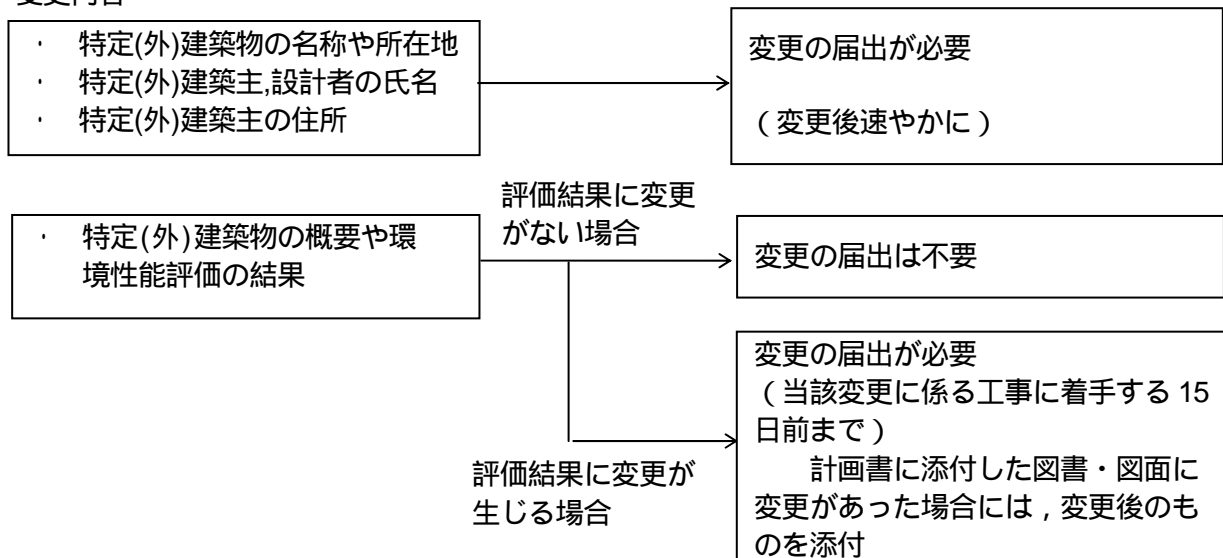 ・ 特定(外)建築物の名称や所在地
・ 特定(外)建築主,設計者の氏名
・ 特定(外)建築主の住所
変更の届出が必要
（変更後速やかに）
評価結果に変更
がない場合
・ 特定(外)建築物の概要や環
境性能評価の結果
変更の届出は不要
変更の届出が必要
（当該変更に係る工事に着手する 15
日前まで）
計画書に添付した図書・図面に
変更があった場合には，変更後のも
のを添付
評価結果に変更が
生じる場合